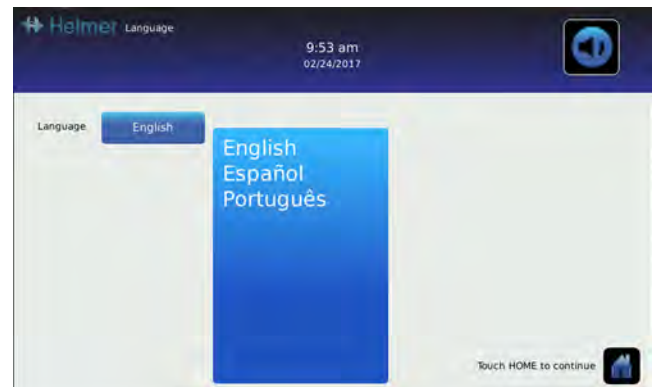 Helmer Language
9:53 am
02/24/2017
Language English
English
Español
Português
Touch HOME to continue